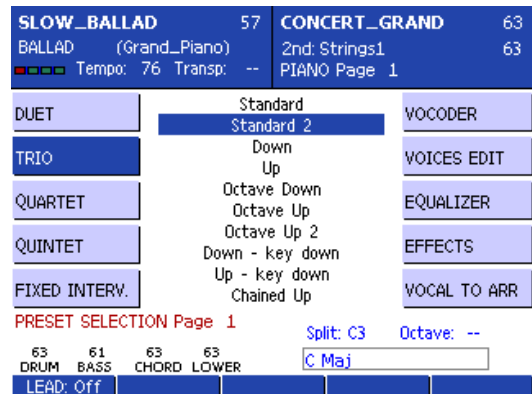 SLOW_BALLAD 57
BALLAD (Grand_Piano)
Tempo: 76 Transp: --
CONCERT_GRAND 63
2nd: Strings1 63
PIANO Page 1
DUET
TRIO
QUARTET
QUINTET
FIXED INTERV.
Standard
Standard 2
Down
Up
Octave Down
Octave Up
Octave Up 2
Down - key down
Up - key down
Chained Up
VOCODER
VOICES EDIT
EQUALIZER
EFFECTS
VOCAL TO ARR
PRESET SELECTION Page 1
Split: C3 Octave: --
63 61 63 63
DRUM BASS CHORD LOWER
C Maj
LEAD: Off